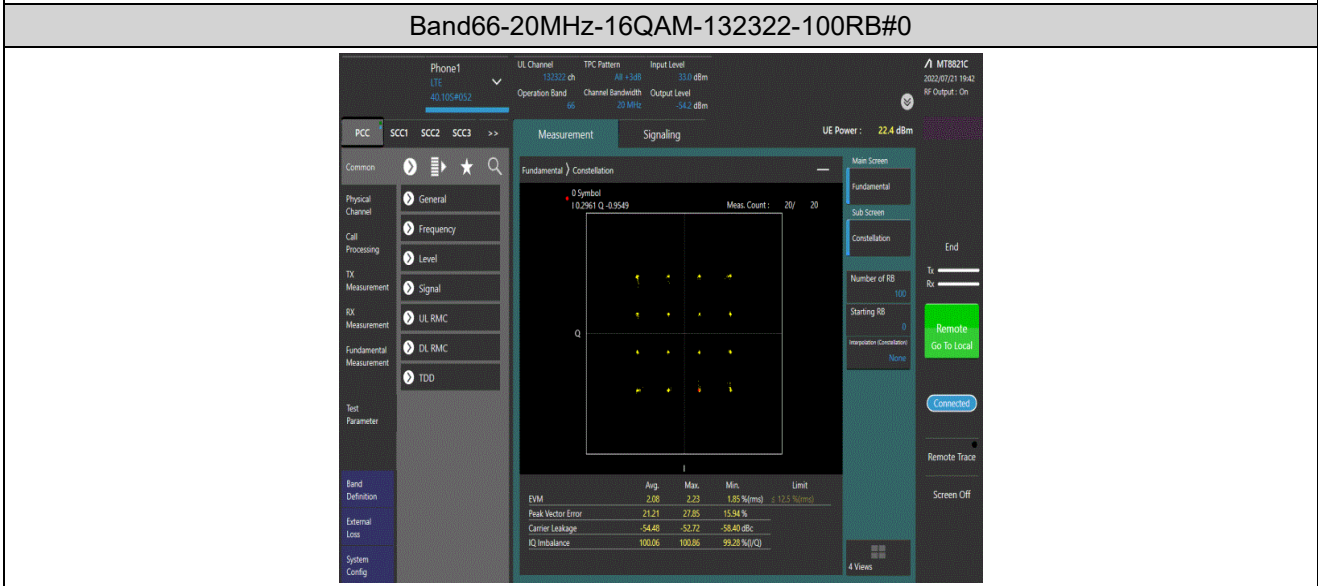 Band66-20MHz-16QAM-132322-100RB#0
Phone1
LTE
40.105#052
UL Channel
132322 ch
TPC Pattern
All +3dB
Input Level
33.0 dBm
Operation Band
66
Channel Bandwidth
20 MHz
Output Level
-54.2 dBm
MT8821C
2022/07/21 19:42
RF Output : On
PCC SCC1 SCC2 SCC3 >>
Measurement
Signaling
UE Power : 22.4 dBm
Common
Physical
Channel
Call
Processing
TX
Measurement
RX
Measurement
Fundamental
Measurement
Test
Parameter
Band
Definition
External
Loss
System
Config
General
Frequency
Level
Signal
UL RMC
DL RMC
TDD
Fundamental 〉 Constellation
0 Symbol
I 0.2961 Q -0.9549
Meas. Count : 20/ 20
Q
I
Avg. Max. Min. Limit
EVM 2.08 2.23 1.85 %(rms) ≤ 12.5 %(rms)
Peak Vector Error 21.21 27.85 15.94 %
Carrier Leakage -54.48 -52.72 -58.40 dBc
IQ Imbalance 100.06 100.86 99.28 %(I/Q)
Main Screen
Fundamental
Sub Screen
Constellation
Number of RB
100
Starting RB
0
Interpolation (Constellation)
None
4 Views
End
Tx
Rx
Remote
Go To Local
Connected
Remote Trace
Screen Off